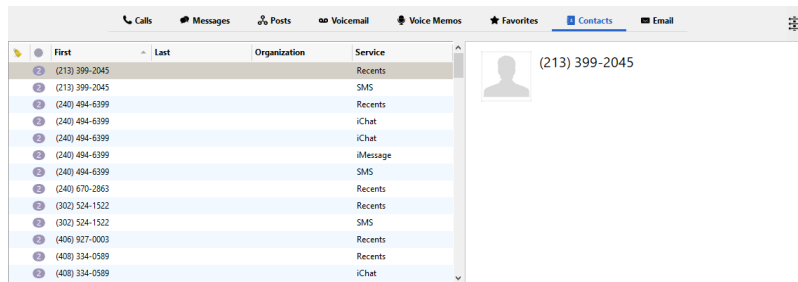 Calls Messages Posts Voicemail Voice Memos Favorites Contacts Email
First Last Organization Service
2 (213) 399-2045 Recents
2 (213) 399-2045 SMS
2 (240) 494-6399 Recents
2 (240) 494-6399 iChat
2 (240) 494-6399 iChat
2 (240) 494-6399 iMessage
2 (240) 494-6399 SMS
2 (240) 670-2863 Recents
2 (302) 524-1522 Recents
2 (302) 524-1522 SMS
2 (406) 927-0003 Recents
2 (408) 334-0589 Recents
2 (408) 334-0589 iChat
(213) 399-2045